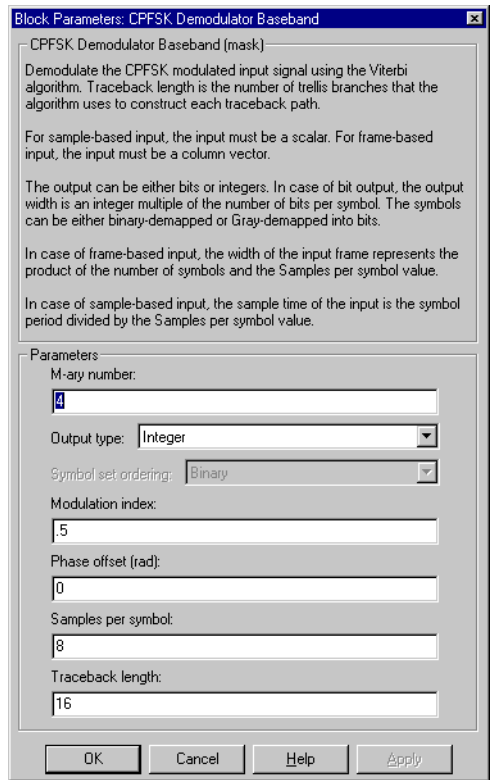 Block Parameters: CPFSK Demodulator Baseband
CPFSK Demodulator Baseband (mask)
Demodulate the CPFSK modulated input signal using the Viterbi
algorithm. Traceback length is the number of trellis branches that the
algorithm uses to construct each traceback path.
For sample-based input, the input must be a scalar. For frame-based
input, the input must be a column vector.
The output can be either bits or integers. In case of bit output, the output
width is an integer multiple of the number of bits per symbol. The symbols
can be either binary-demapped or Gray-demapped into bits.
In case of frame-based input, the width of the input frame represents the
product of the number of symbols and the Samples per symbol value.
In case of sample-based input, the sample time of the input is the symbol
period divided by the Samples per symbol value.
Parameters
M-ary number:
4
Output type: Integer
Symbol set ordering: Binary
Modulation index:
.5
Phase offset (rad):
0
Samples per symbol:
8
Traceback length:
16
OK Cancel Help Apply